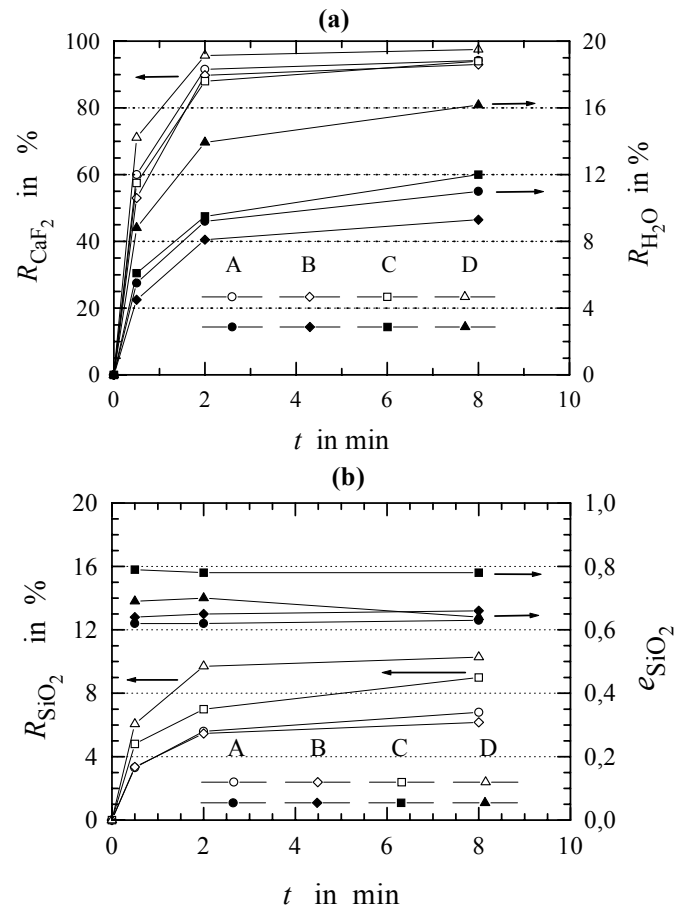 (a)
100
80
60
40
20
0
R_CaF₂ in %
20
16
12
8
4
0
R_H₂O in %
A B C D
0 2 4 6 8 10
t in min
(b)
20
16
12
8
4
0
R_SiO₂ in %
1,0
0,8
0,6
0,4
0,2
0,0
e_SiO₂
A B C D
0 2 4 6 8 10
t in min